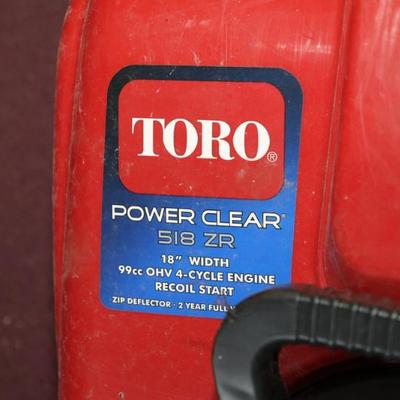 TORO®
POWER CLEAR®
518 ZR
18" WIDTH
99cc OHV 4-CYCLE ENGINE
RECOIL START
ZIP DEFLECTOR - 2 YEAR FULL